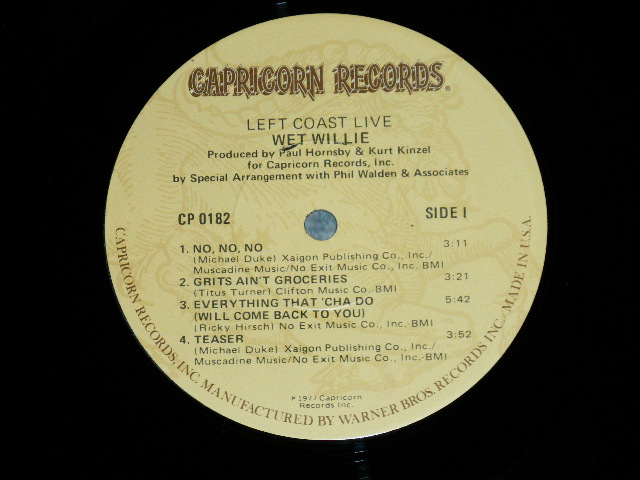 CAPRICORN RECORDS®
LEFT COAST LIVE
WET WILLIE
Produced by Paul Hornsby & Kurt Kinzel
for Capricorn Records, Inc.
by Special Arrangement with Phil Walden & Associates
CP 0182
SIDE I
1. NO, NO, NO 3:11
(Michael Duke) Xaigon Publishing Co., Inc./
Muscadine Music/No Exit Music Co., Inc. BMI
2. GRITS AIN'T GROCERIES 3:21
(Titus Turner) Clifton Music Co.-BMI
3. EVERYTHING THAT 'CHA DO 5:42
(WILL COME BACK TO YOU)
(Ricky Hirsch) No Exit Music Co., Inc. BMI
4. TEASER 3:52
(Michael Duke) Xaigon Publishing Co., Inc./
Muscadine Music/No Exit Music Co., Inc.-BMI
℗ 1977 Capricorn
Records Inc.
CAPRICORN RECORDS, INC. MANUFACTURED BY WARNER BROS. RECORDS INC. MADE IN U.S.A.